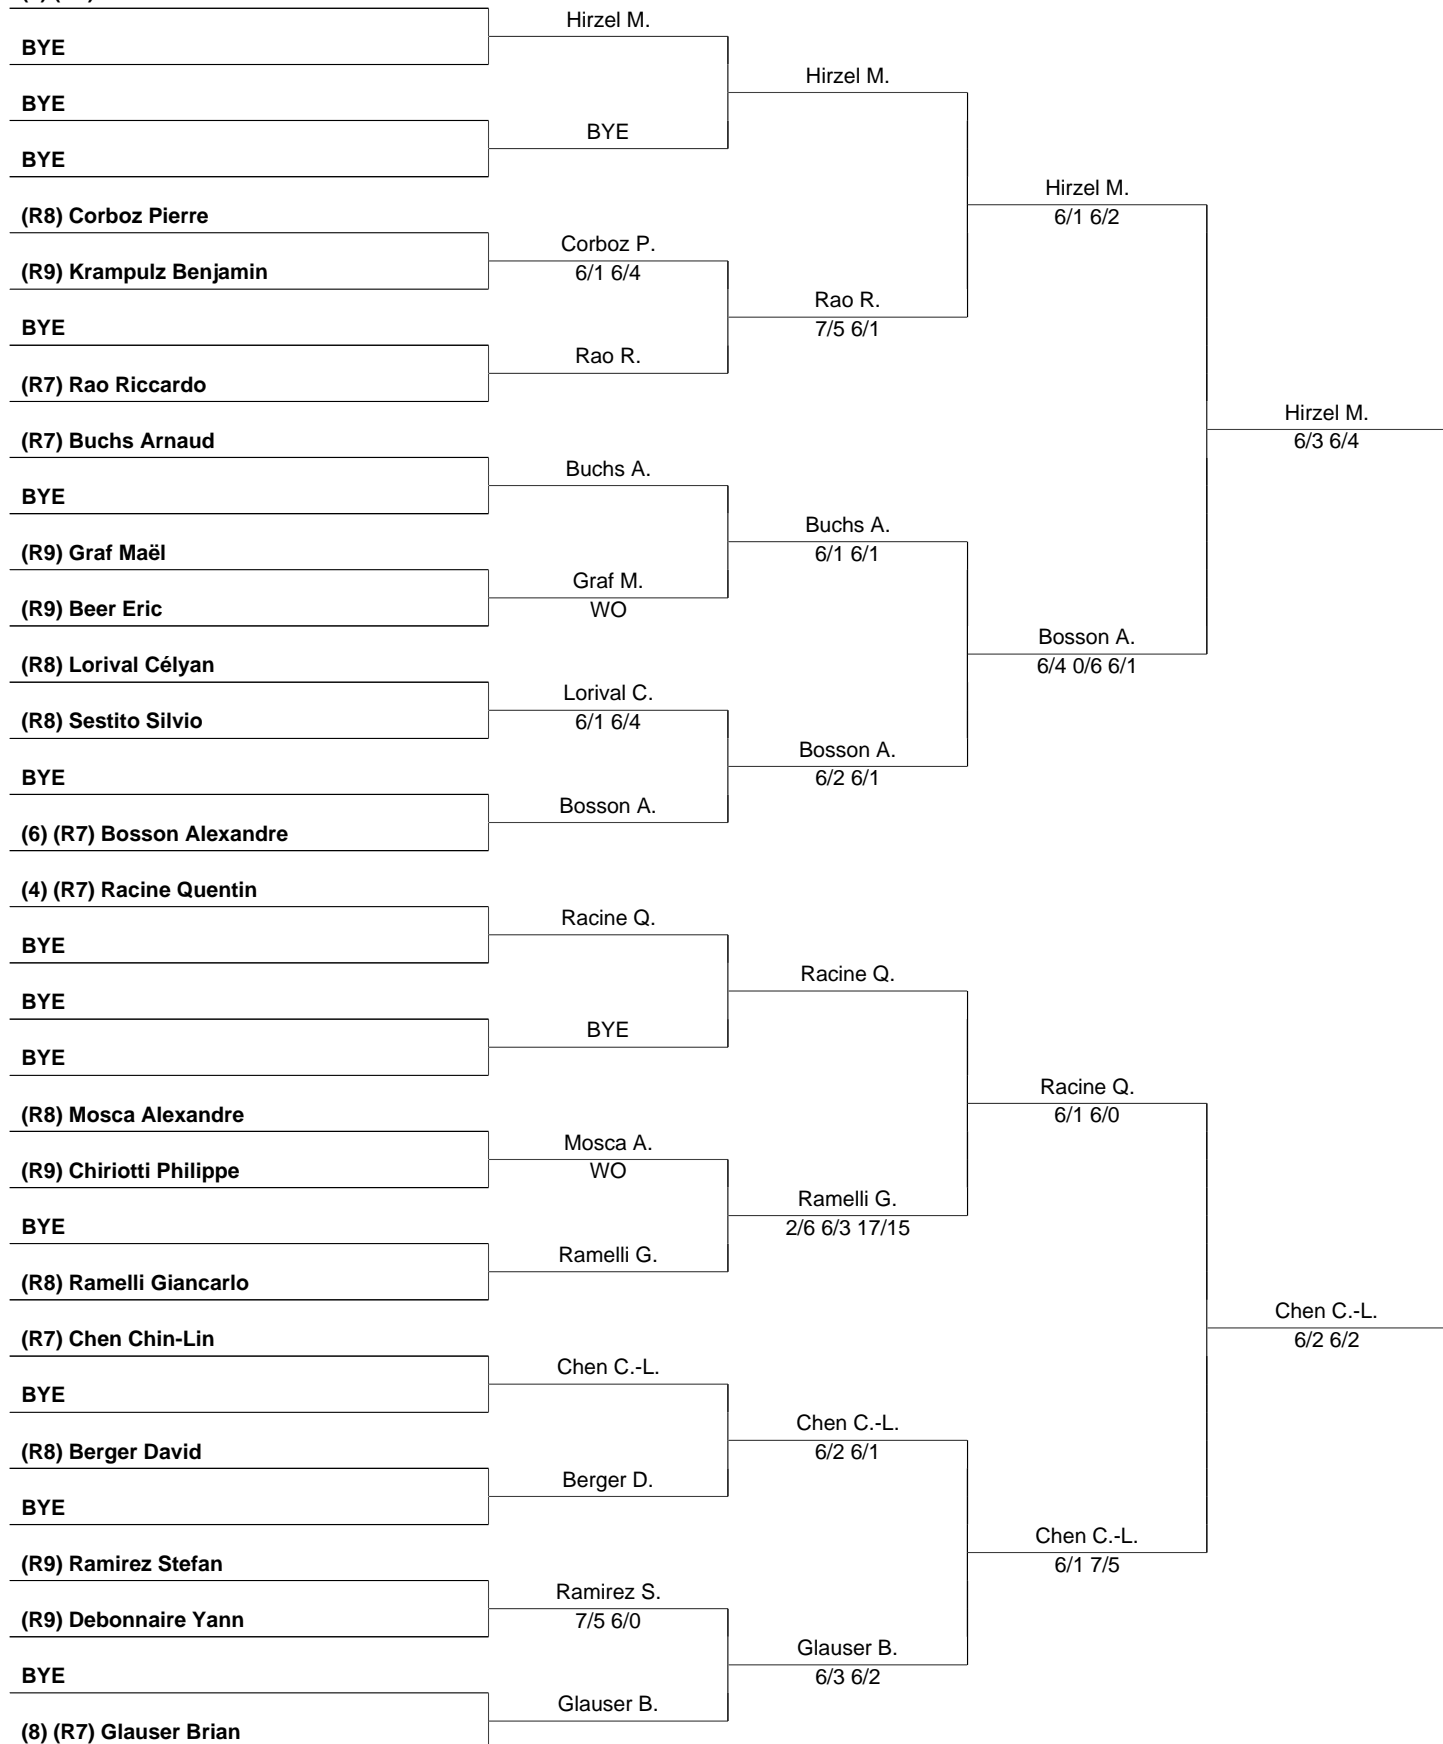 BYE
BYE
BYE
(R8) Corboz Pierre
(R9) Krampulz Benjamin
BYE
(R7) Rao Riccardo
(R7) Buchs Arnaud
BYE
(R9) Graf Maël
(R9) Beer Eric
(R8) Lorival Célyan
(R8) Sestito Silvio
BYE
(6) (R7) Bosson Alexandre
(4) (R7) Racine Quentin
BYE
BYE
BYE
(R8) Mosca Alexandre
(R9) Chiriotti Philippe
BYE
(R8) Ramelli Giancarlo
(R7) Chen Chin-Lin
BYE
(R8) Berger David
BYE
(R9) Ramirez Stefan
(R9) Debonnaire Yann
BYE
(8) (R7) Glauser Brian
Hirzel M.
BYE
Corboz P.
6/1 6/4
Rao R.
Buchs A.
Graf M.
WO
Lorival C.
6/1 6/4
Bosson A.
Racine Q.
BYE
Mosca A.
WO
Ramelli G.
Chen C.-L.
Berger D.
Ramirez S.
7/5 6/0
Glauser B.
Hirzel M.
Rao R.
7/5 6/1
Buchs A.
6/1 6/1
Bosson A.
6/2 6/1
Racine Q.
Ramelli G.
2/6 6/3 17/15
Chen C.-L.
6/2 6/1
Glauser B.
6/3 6/2
Hirzel M.
6/1 6/2
Bosson A.
6/4 0/6 6/1
Racine Q.
6/1 6/0
Chen C.-L.
6/1 7/5
Hirzel M.
6/3 6/4
Chen C.-L.
6/2 6/2